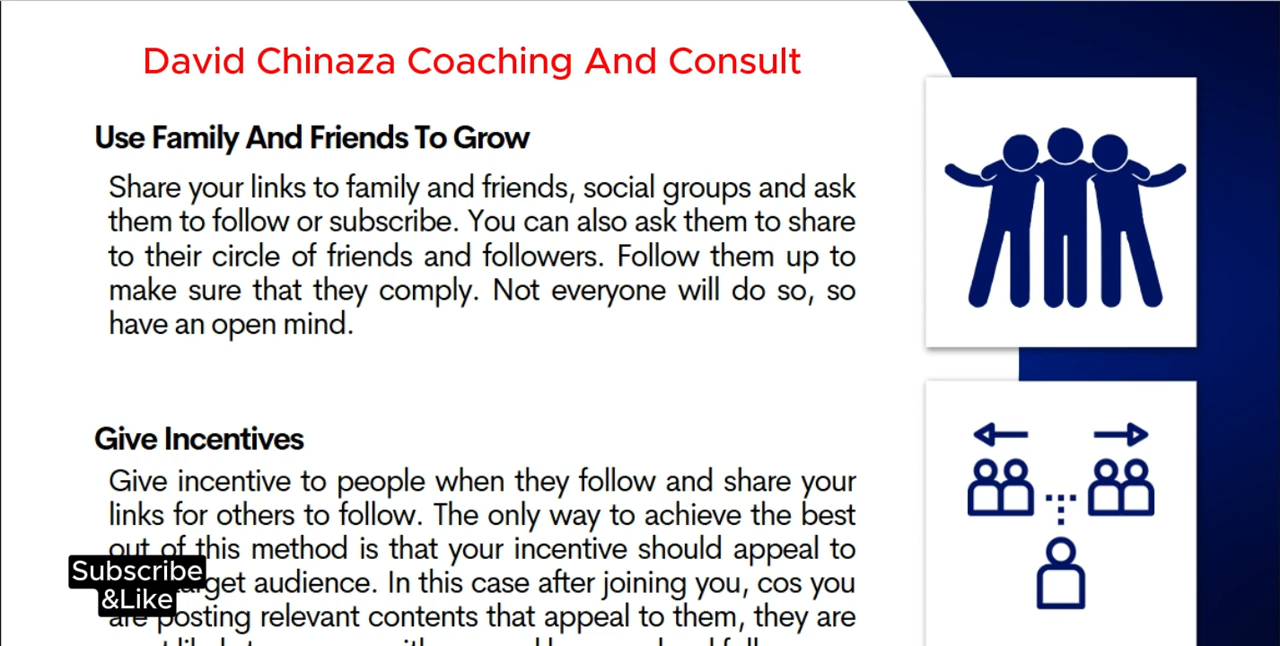 David Chinaza Coaching And Consult
Use Family And Friends To Grow
Share your links to family and friends, social groups and ask
them to follow or subscribe. You can also ask them to share
to their circle of friends and followers. Follow them up to
make sure that they comply. Not everyone will do so, so
have an open mind.
Give Incentives
Give incentive to people when they follow and share your
links for others to follow. The only way to achieve the best
out of this method is that your incentive should appeal to
audience. In this case after joining you, cos you
are posting relevant contents that appeal to them, they are
Subscribe
&Like